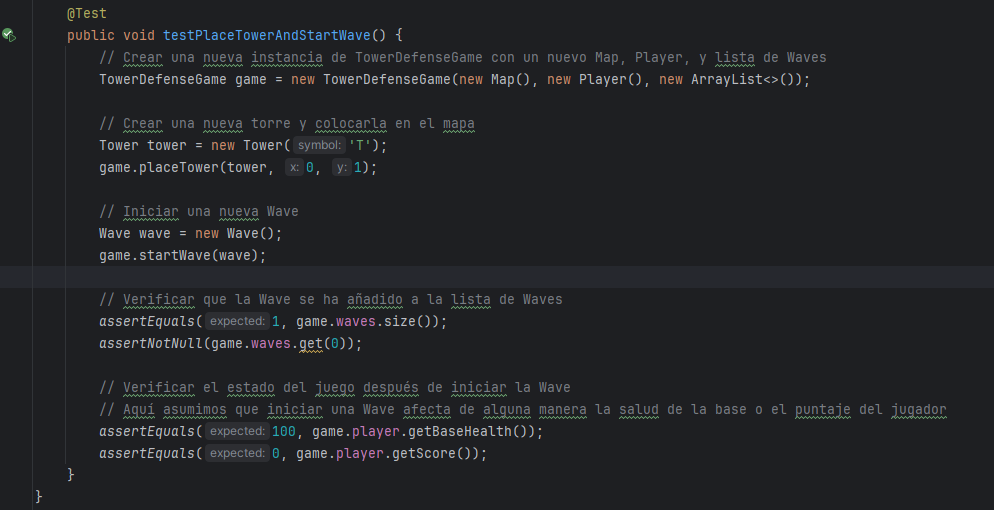 @Test
public void testPlaceTowerAndStartWave() {
// Crear una nueva instancia de TowerDefenseGame con un nuevo Map, Player, y lista de Waves
TowerDefenseGame game = new TowerDefenseGame(new Map(), new Player(), new ArrayList<>());
// Crear una nueva torre y colocarla en el mapa
Tower tower = new Tower( symbol: 'T');
game.placeTower(tower, x: 0, y: 1);
// Iniciar una nueva Wave
Wave wave = new Wave();
game.startWave(wave);
// Verificar que la Wave se ha añadido a la lista de Waves
assertEquals( expected: 1, game.waves.size());
assertNotNull(game.waves.get(0));
// Verificar el estado del juego después de iniciar la Wave
// Aquí asumimos que iniciar una Wave afecta de alguna manera la salud de la base o el puntaje del jugador
assertEquals( expected: 100, game.player.getBaseHealth());
assertEquals( expected: 0, game.player.getScore());
}
}